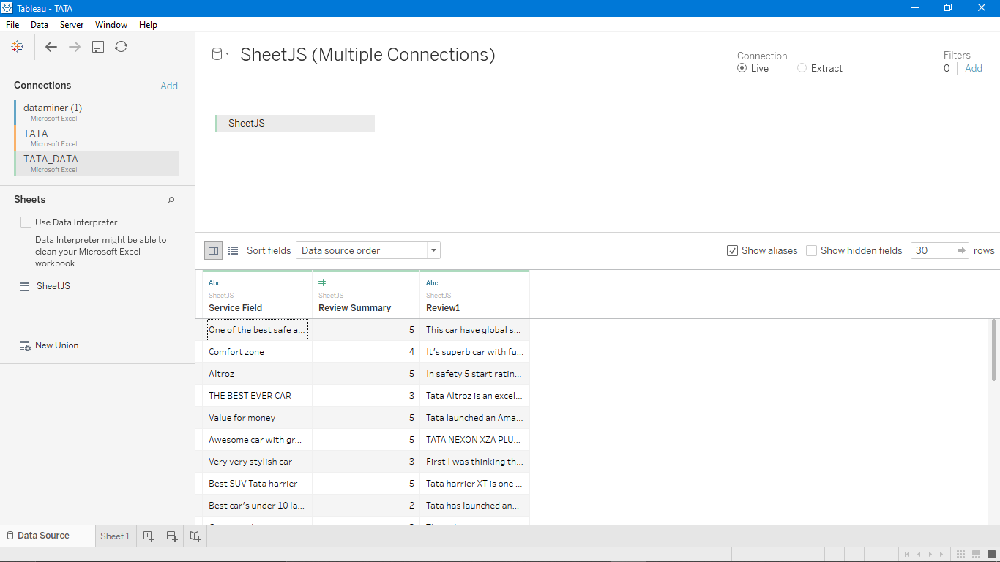 Tableau - TATA
File Data Server Window Help
SheetJS (Multiple Connections)
Connection
Live Extract
Filters
0 Add
Connections Add
dataminer (1)
Microsoft Excel
TATA
Microsoft Excel
TATA_DATA
Microsoft Excel
SheetJS
Sheets
Use Data Interpreter
Data Interpreter might be able to
clean your Microsoft Excel
workbook.
SheetJS
New Union
Sort fields Data source order Show aliases Show hidden fields 30 rows
Abc # Abc
SheetJS SheetJS SheetJS
Service Field Review Summary Review1
One of the best safe a... 5 This car have global s...
Comfort zone 4 It's superb car with fu...
Altroz 5 In safety 5 start ratin...
THE BEST EVER CAR 3 Tata Altroz is an excel...
Value for money 5 Tata launched an Ama...
Awesome car with gr... 5 TATA NEXON XZA PLU...
Very very stylish car 3 First I was thinking th...
Best SUV Tata harrier 5 Tata harrier XT is one ...
Best car's under 10 la... 2 Tata has launched an...
Data Source Sheet 1